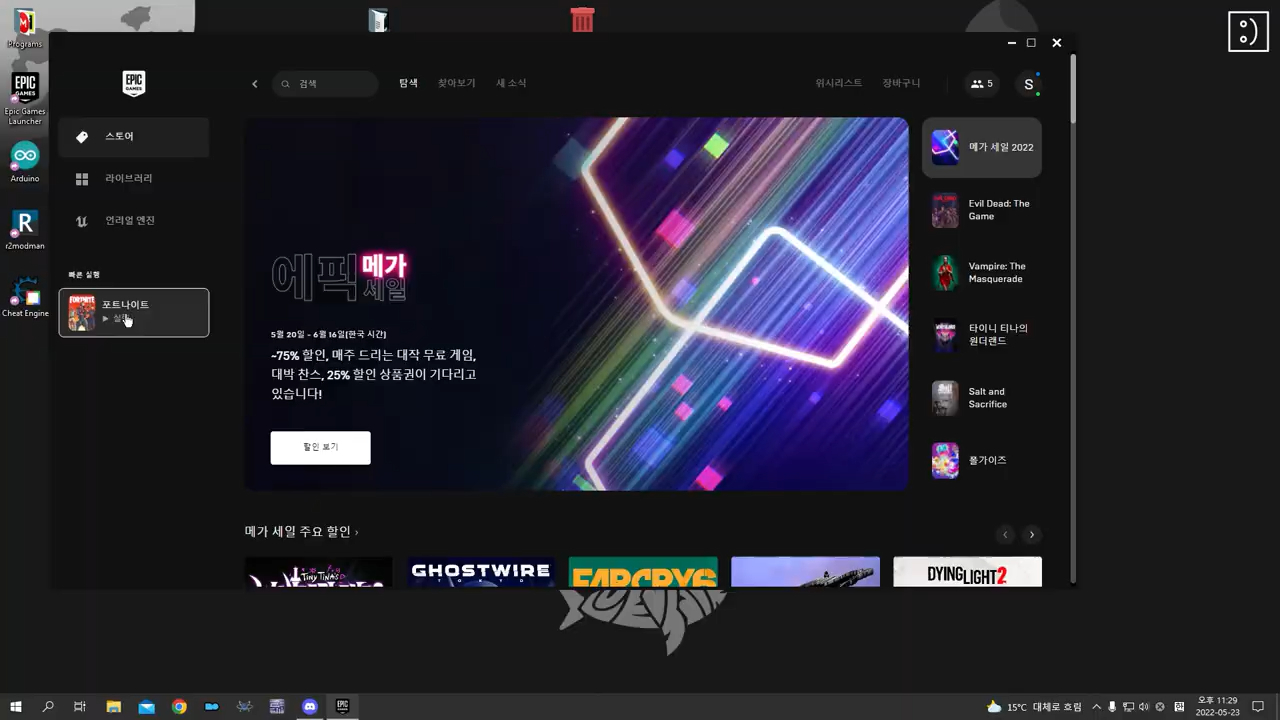 Programs
Epic Games
Launcher
Arduino
r2modman
Cheat Engine
:)
EPIC
GAMES
검색
탐색
찾아보기
새 소식
위시리스트
장바구니
5
S
스토어
라이브러리
언리얼 엔진
빠른 실행
FORTNITE
포트나이트
에픽 메가
세일
5월 20일 - 6월 16일(한국 시간)
~75% 할인, 매주 드리는 대작 무료 게임,
대박 찬스, 25% 할인 상품권이 기다리고
있습니다!
할인 보기
메가 세일 2022
Evil Dead: The
Game
Vampire: The
Masquerade
타이니 티나의
원더랜드
Salt and
Sacrifice
폴가이즈
메가 세일 주요 할인 ›
TINY TINA'S
GHOSTWIRE
TOKYO
FARCRY6
DYING LIGHT 2
EPIC
15°C 대체로 흐림
오후 11:29
2022-05-23